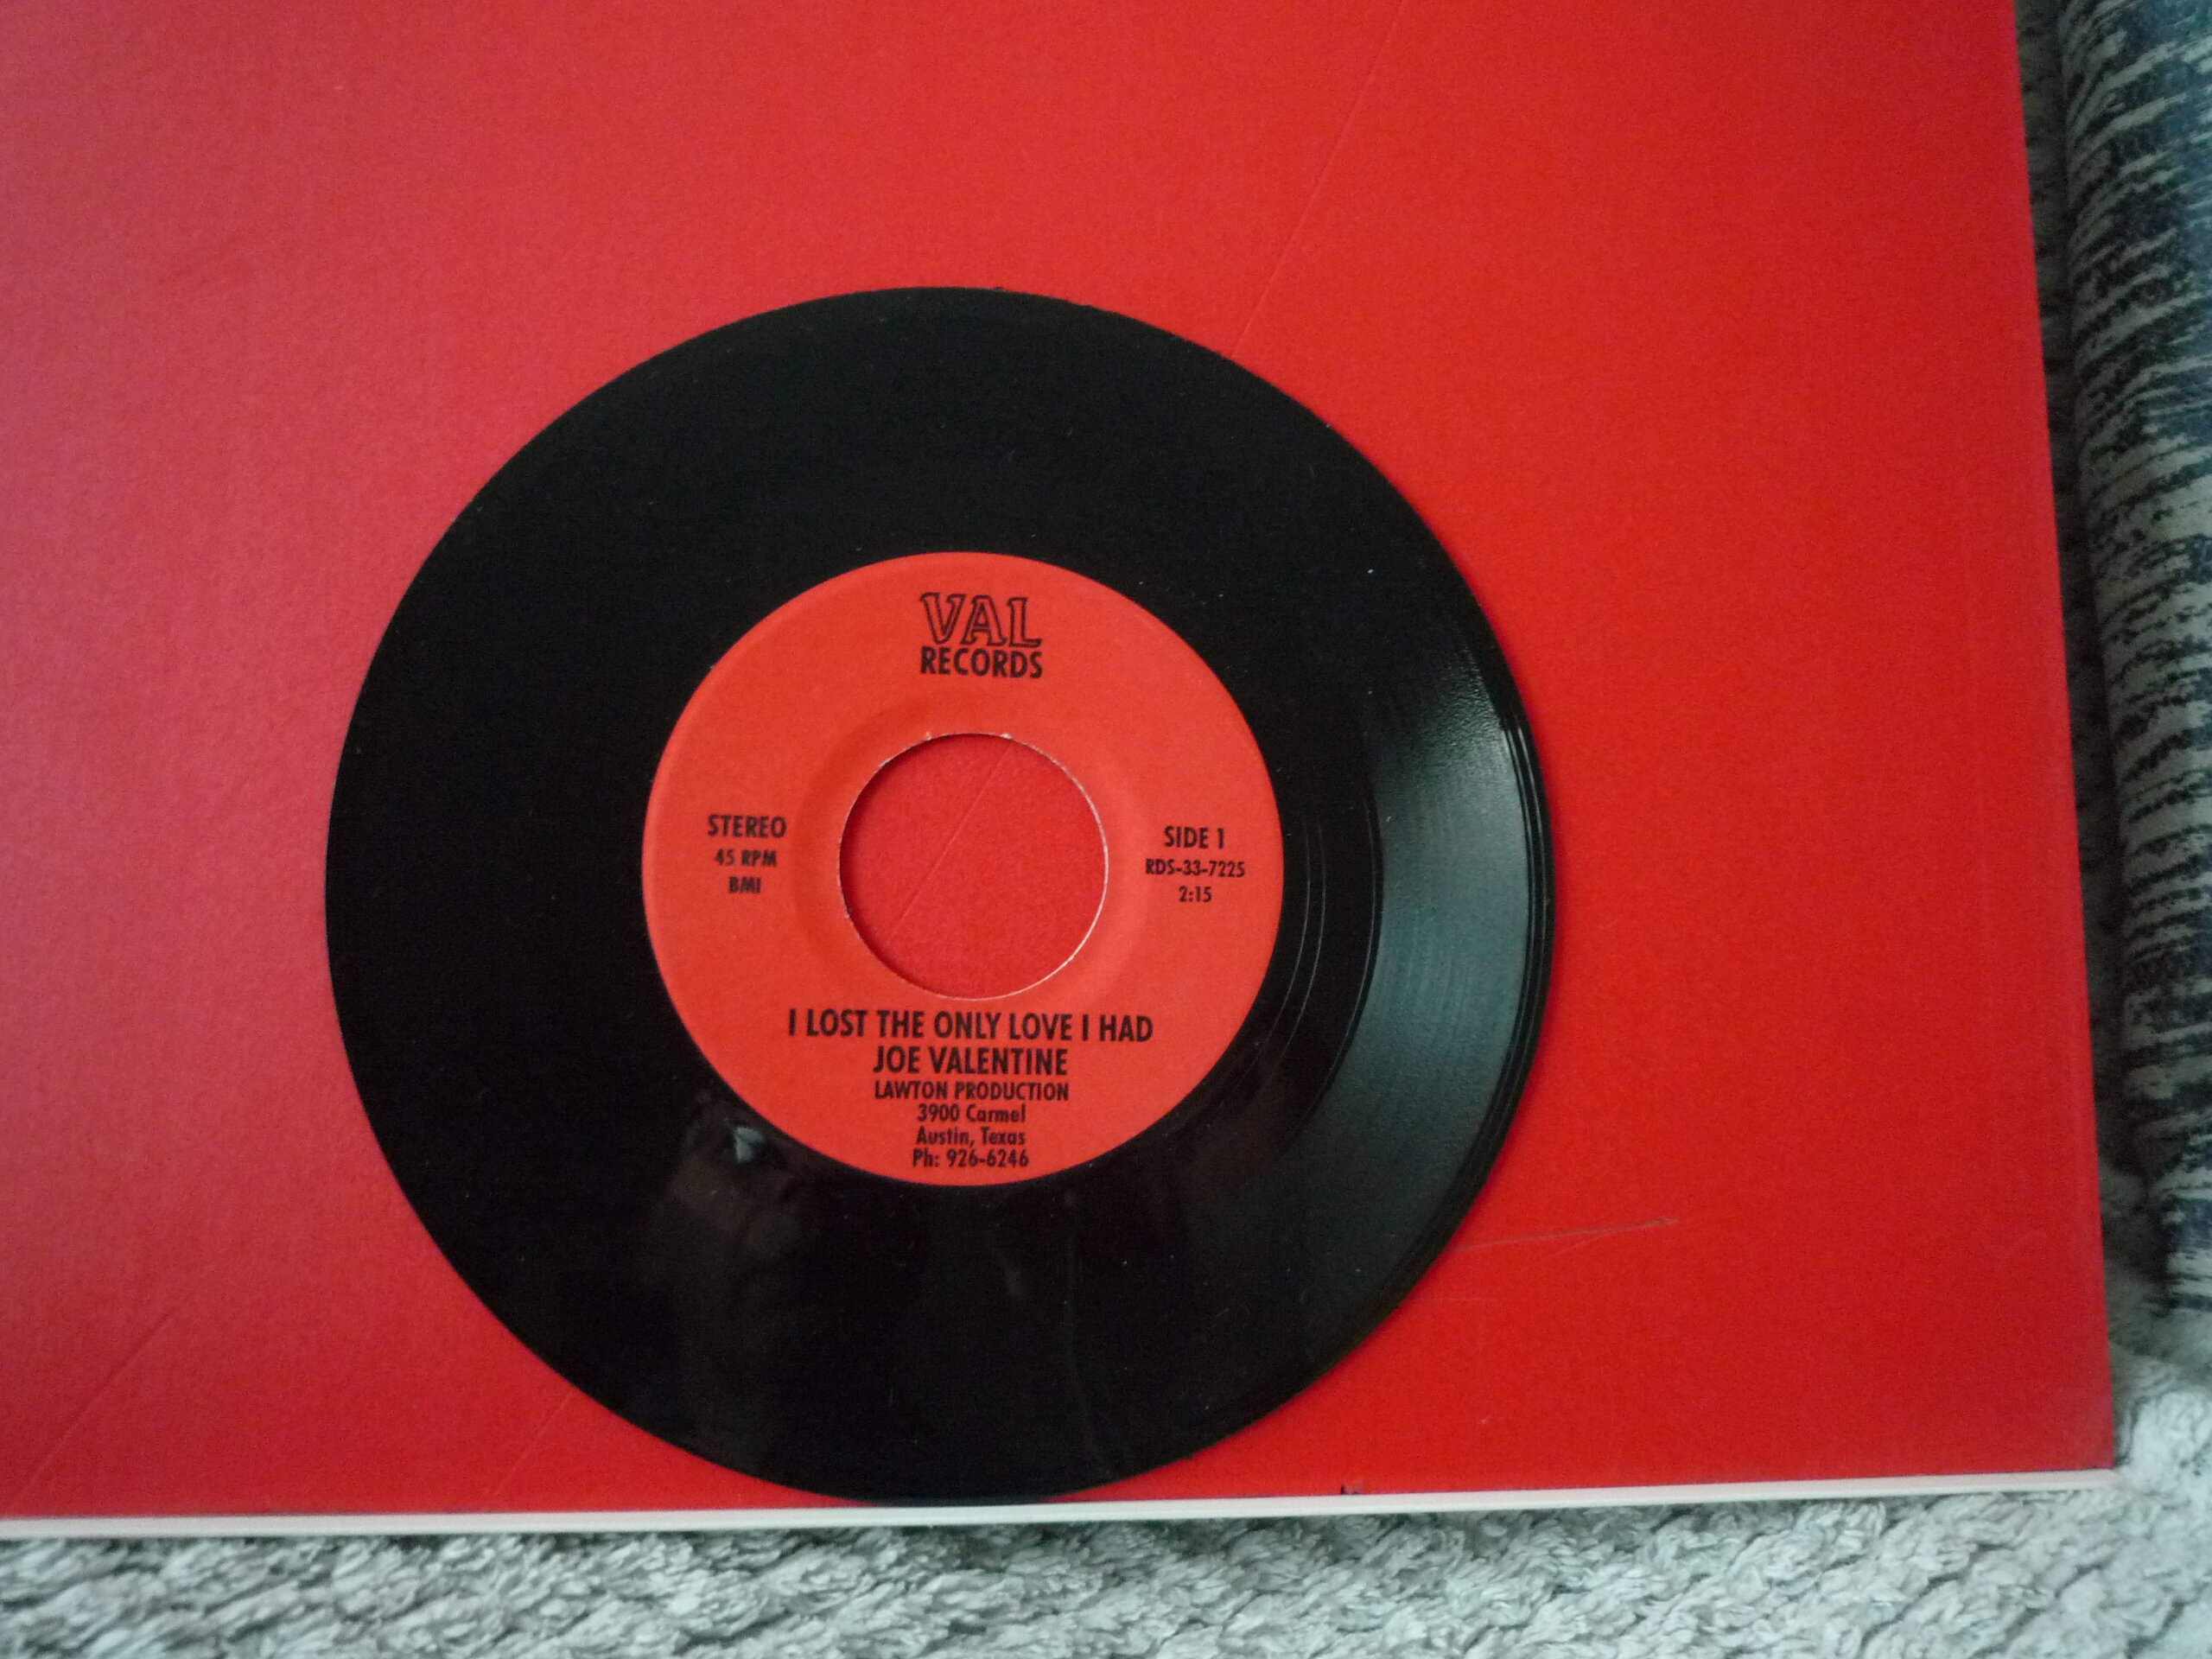 VAL
RECORDS
STEREO
45 RPM
BMI
SIDE 1
RDS-33-7225
2:15
I LOST THE ONLY LOVE I HAD
JOE VALENTINE
LAWTON PRODUCTION
3900 Carmel
Austin, Texas
Ph: 926-6246